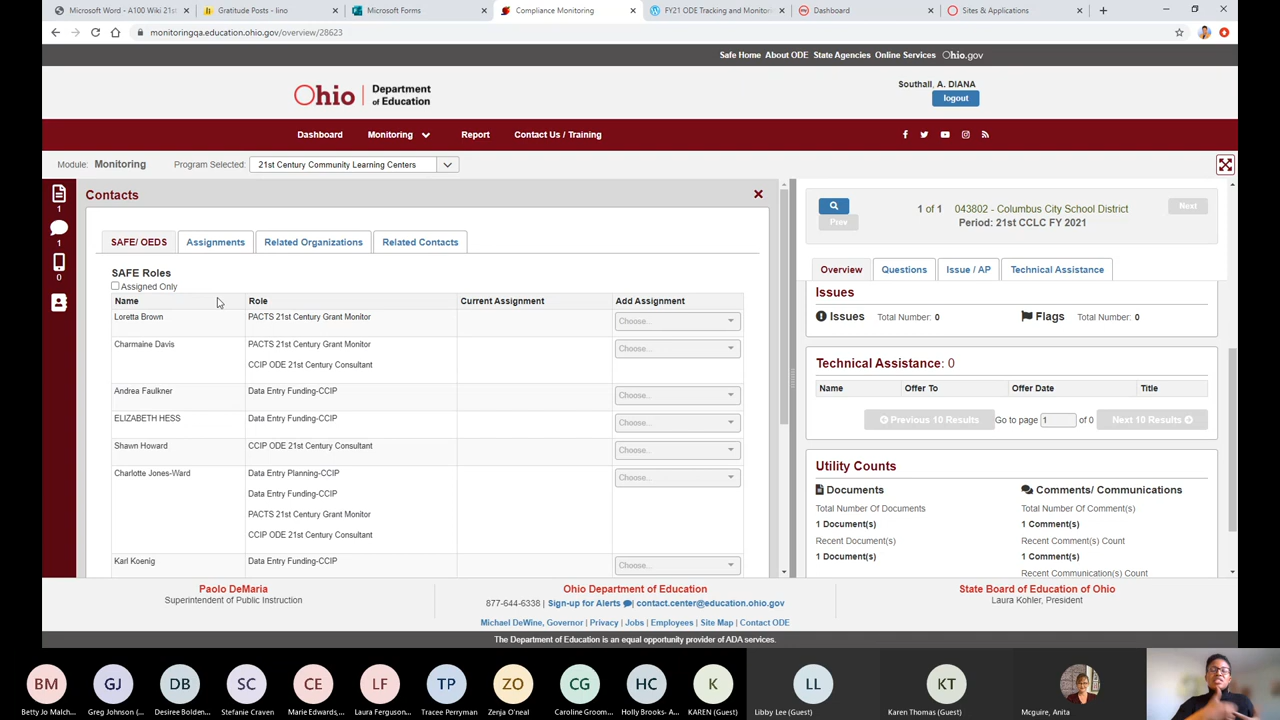 Microsoft Word - A100 Wiki 21st
Gratitude Posts - lino
Microsoft Forms
Compliance Monitoring
FY21 ODE Tracking and Monitori
Dashboard
Sites & Applications
monitoringqa.education.ohio.gov/overview/28623
Safe Home About ODE State Agencies Online Services Ohio.gov
Ohio Department of Education
Southall, A. DIANA
logout
Dashboard Monitoring Report Contact Us / Training
Module: Monitoring Program Selected: 21st Century Community Learning Centers
1
1
0
Contacts
SAFE/ OEDS Assignments Related Organizations Related Contacts
SAFE Roles
Assigned Only
Name Role Current Assignment Add Assignment
Loretta Brown PACTS 21st Century Grant Monitor Choose...
Charmaine Davis PACTS 21st Century Grant Monitor Choose...
CCIP ODE 21st Century Consultant
Andrea Faulkner Data Entry Funding-CCIP Choose...
ELIZABETH HESS Data Entry Funding-CCIP Choose...
Shawn Howard CCIP ODE 21st Century Consultant Choose...
Charlotte Jones-Ward Data Entry Planning-CCIP Choose...
Data Entry Funding-CCIP
PACTS 21st Century Grant Monitor
CCIP ODE 21st Century Consultant
Karl Koenig Data Entry Funding-CCIP Choose...
Prev
1 of 1 043802 - Columbus City School District
Period: 21st CCLC FY 2021
Next
Overview Questions Issue / AP Technical Assistance
Issues
Issues Total Number: 0 Flags Total Number: 0
Technical Assistance: 0
Name Offer To Offer Date Title
Previous 10 Results Go to page 1 of 0 Next 10 Results
Utility Counts
Documents Comments/ Communications
Total Number Of Documents Total Number Of Comment(s)
1 Document(s) 1 Comment(s)
Recent Document(s) Recent Comment(s) Count
1 Document(s) 1 Comment(s)
Recent Communication(s) Count
Paolo DeMaria
Superintendent of Public Instruction
Ohio Department of Education
877-644-6338 | Sign-up for Alerts | contact.center@education.ohio.gov
Michael DeWine, Governor | Privacy | Jobs | Employees | Site Map | Contact ODE
State Board of Education of Ohio
Laura Kohler, President
The Department of Education is an equal opportunity provider of ADA services.
BM GJ DB SC CE LF TP ZO CG HC K LL KT
Betty Jo Malch... Greg Johnson (... Desiree Bolden... Stefanie Craven Marie Edwards,... Laura Ferguson... Tracee Perryman Zenja O'neal Caroline Groom... Holly Brooks- A... KAREN (Guest) Libby Lee (Guest) Karen Thomas (Guest) Mcguire, Anita